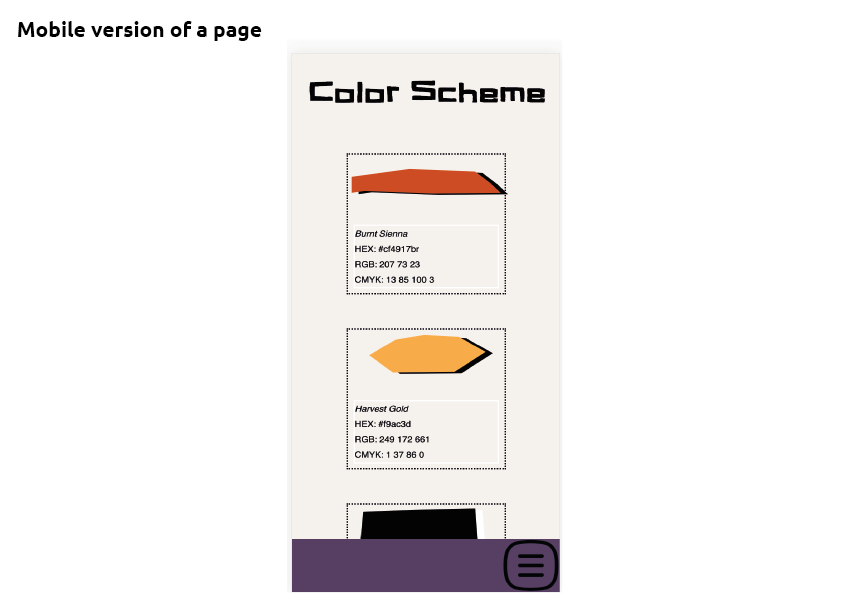 Mobile version of a page
Color Scheme
Burnt Sienna
HEX: #cf4917br
RGB: 207 73 23
CMYK: 13 85 100 3
Harvest Gold
HEX: #f9ac3d
RGB: 249 172 661
CMYK: 1 37 86 0